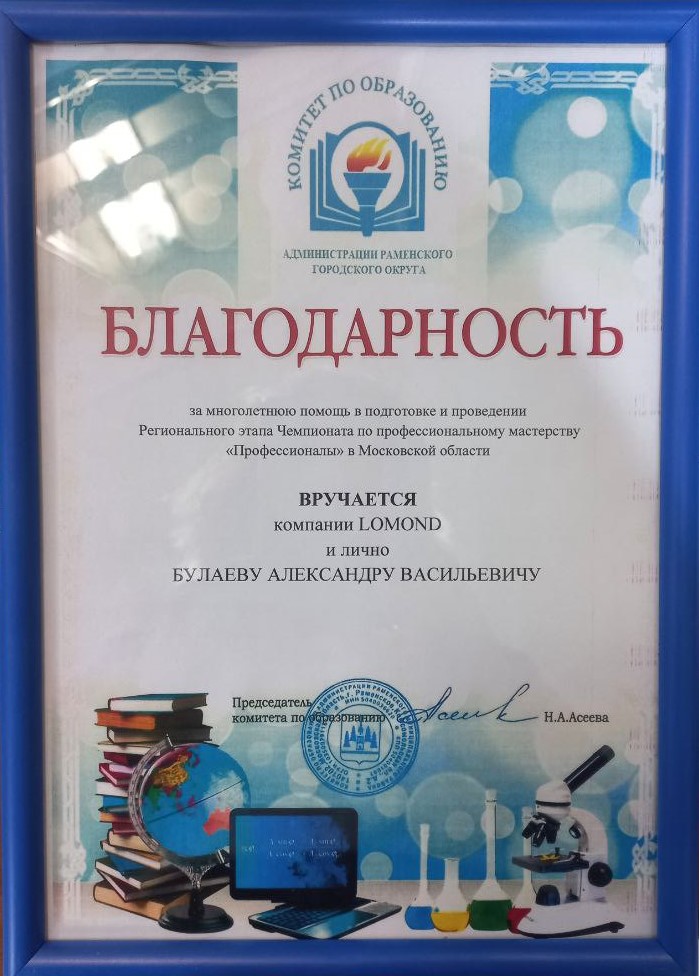 КОМИТЕТ ПО ОБРАЗОВАНИЮ
АДМИНИСТРАЦИИ РАМЕНСКОГО
ГОРОДСКОГО ОКРУГА
БЛАГОДАРНОСТЬ
за многолетнюю помощь в подготовке и проведении
Регионального этапа Чемпионата по профессиональному мастерству
«Профессионалы» в Московской области
ВРУЧАЕТСЯ
компании LOMOND
и лично
БУЛАЕВУ АЛЕКСАНДРУ ВАСИЛЬЕВИЧУ
Председатель
комитета по образованию Н.А.Асеева